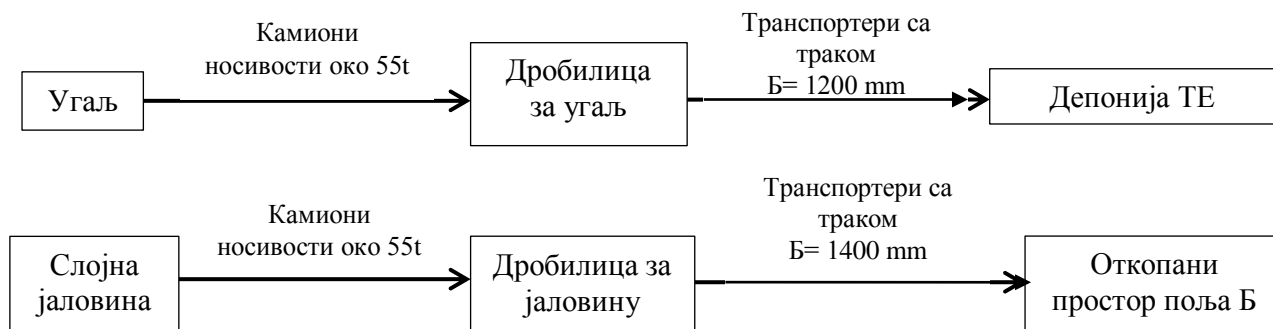 Угаљ
Камиони
носивости око 55t
Дробилица
за угаљ
Транспортери са
траком
Б= 1200 mm
Депонија ТЕ
Слојна
јаловина
Камиони
носивости око 55t
Дробилица за
јаловину
Транспортери са
траком
Б= 1400 mm
Откопани
простор поља Б